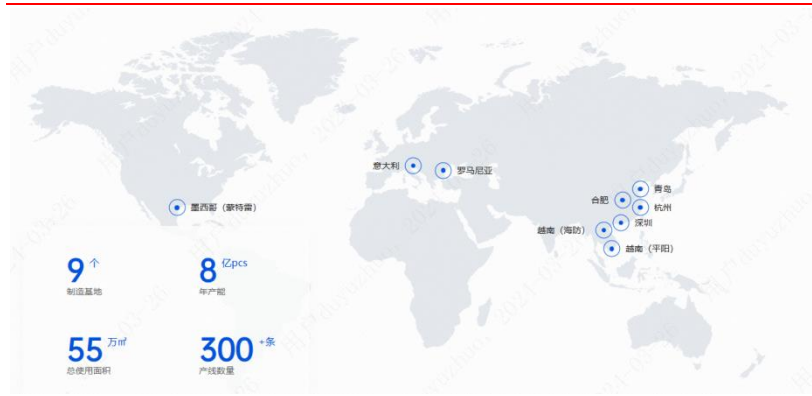 意大利
罗马尼亚
青岛
合肥
杭州
墨西哥（蒙特雷）
深圳
越南（海防）
越南（平阳）
9 个
制造基地
8 亿pcs
年产能
55 万㎡
总使用面积
300 +条
产线数量